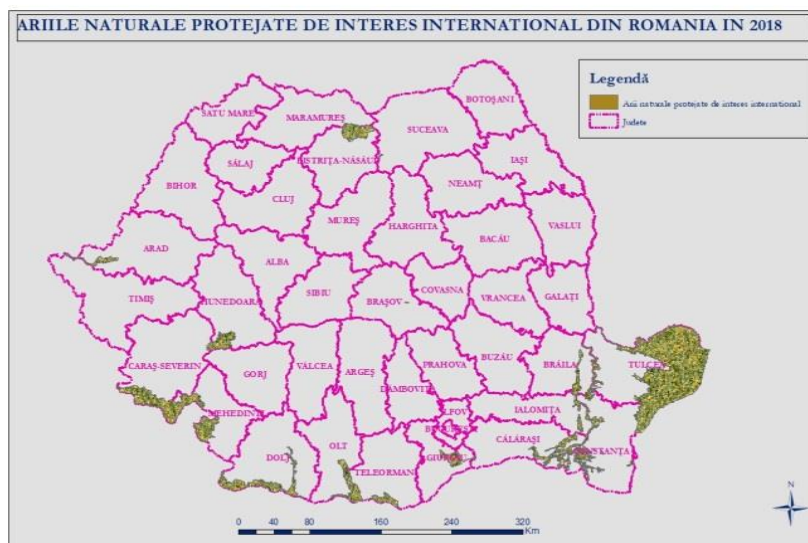 ARIILE NATURALE PROTEJATE DE INTERES INTERNATIONAL DIN ROMANIA IN 2018
Legendă
Arii naturale protejate de interes international
Județe
BOTOȘANI
SATU MARE
MARAMUREȘ
SUCEAVA
SĂLAJ
BISTRIȚA-NĂSĂUD
IAȘI
BIHOR
NEAMȚ
CLUJ
MUREȘ
HARGHITA
VASLUI
BACĂU
ARAD
ALBA
TIMIȘ
HUNEDOARA
SIBIU
BRAȘOV
COVASNA
VRANCEA
GALAȚI
CARAȘ-SEVERIN
GORJ
VÂLCEA
ARGEȘ
PRAHOVA
BUZĂU
BRĂILA
TULCEA
DAMBOVIȚA
MEHEDINȚI
ILFOV
IALOMIȚA
BUCUREȘTI
DOLJ
OLT
GIURGIU
CĂLĂRAȘI
CONSTANȚA
TELEORMAN
N
0 40 80 160 240 320
Km